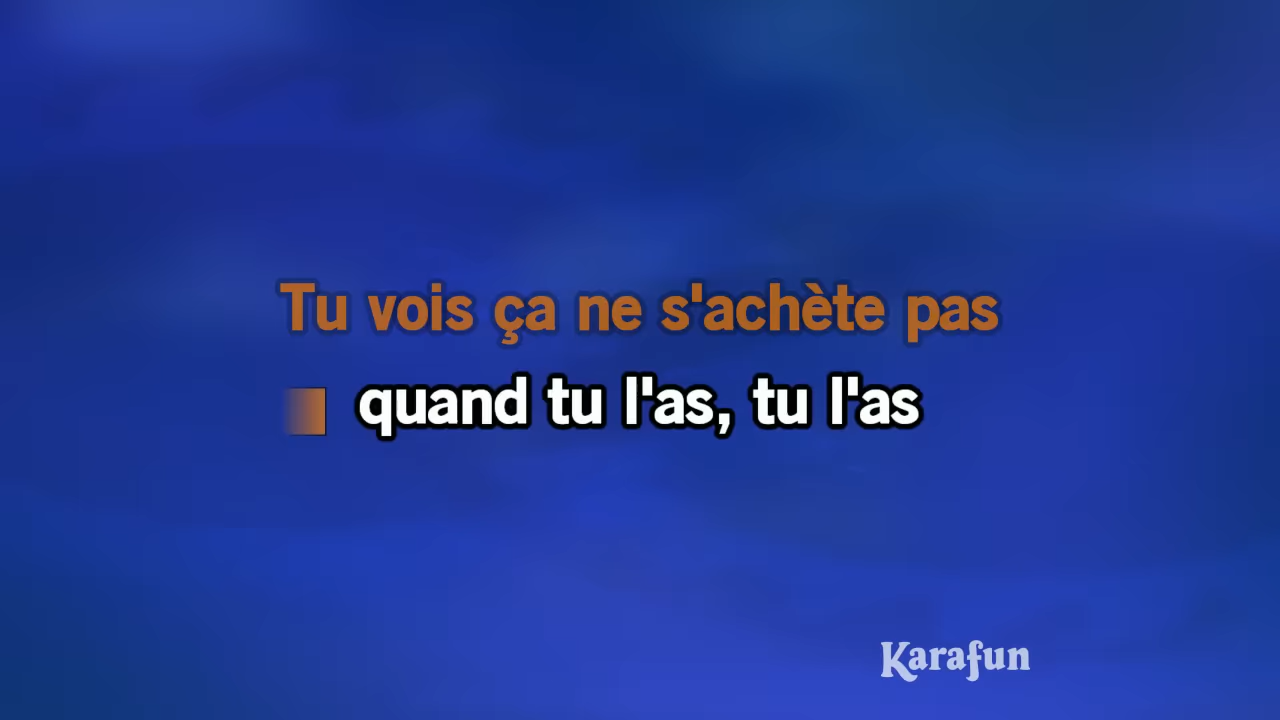 Tu vois ça ne s'achète pas
quand tu l'as, tu l'as
Karafun